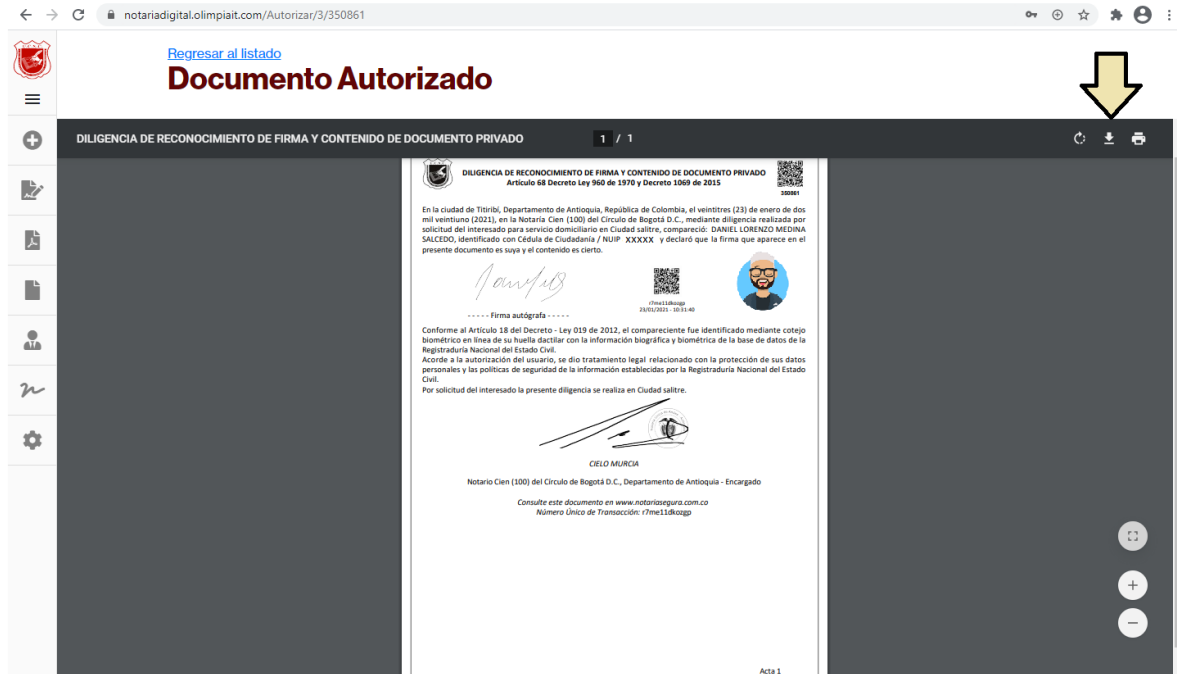 notariadigital.olimpiait.com/Autorizar/3/350861
Regresar al listado
Documento Autorizado
DILIGENCIA DE RECONOCIMIENTO DE FIRMA Y CONTENIDO DE DOCUMENTO PRIVADO
1 / 1
DILIGENCIA DE RECONOCIMIENTO DE FIRMA Y CONTENIDO DE DOCUMENTO PRIVADO
Artículo 68 Decreto Ley 960 de 1970 y Decreto 1069 de 2015
350861
En la ciudad de Titiribí, Departamento de Antioquia, República de Colombia, el veintitres (23) de enero de dos
mil veintiuno (2021), en la Notaría Cien (100) del Círculo de Bogotá D.C., mediante diligencia realizada por
solicitud del interesado para servicio domiciliario en Ciudad salitre, compareció: DANIEL LORENZO MEDINA
SALCEDO, identificado con Cédula de Ciudadanía / NUIP XXXXX y declaró que la firma que aparece en el
presente documento es suya y el contenido es cierto.
r7me11dkozgp
23/01/2021 - 10:31:40
----- Firma autógrafa -----
Conforme al Artículo 18 del Decreto - Ley 019 de 2012, el compareciente fue identificado mediante cotejo
biométrico en línea de su huella dactilar con la información biográfica y biométrica de la base de datos de la
Registraduría Nacional del Estado Civil.
Acorde a la autorización del usuario, se dio tratamiento legal relacionado con la protección de sus datos
personales y las políticas de seguridad de la información establecidas por la Registraduría Nacional del Estado
Civil.
Por solicitud del interesado la presente diligencia se realiza en Ciudad salitre.
CIELO MURCIA
Notario Cien (100) del Círculo de Bogotá D.C., Departamento de Antioquia - Encargado
Consulte este documento en www.notariasegura.com.co
Número Único de Transacción: r7me11dkozgp
Acta 1